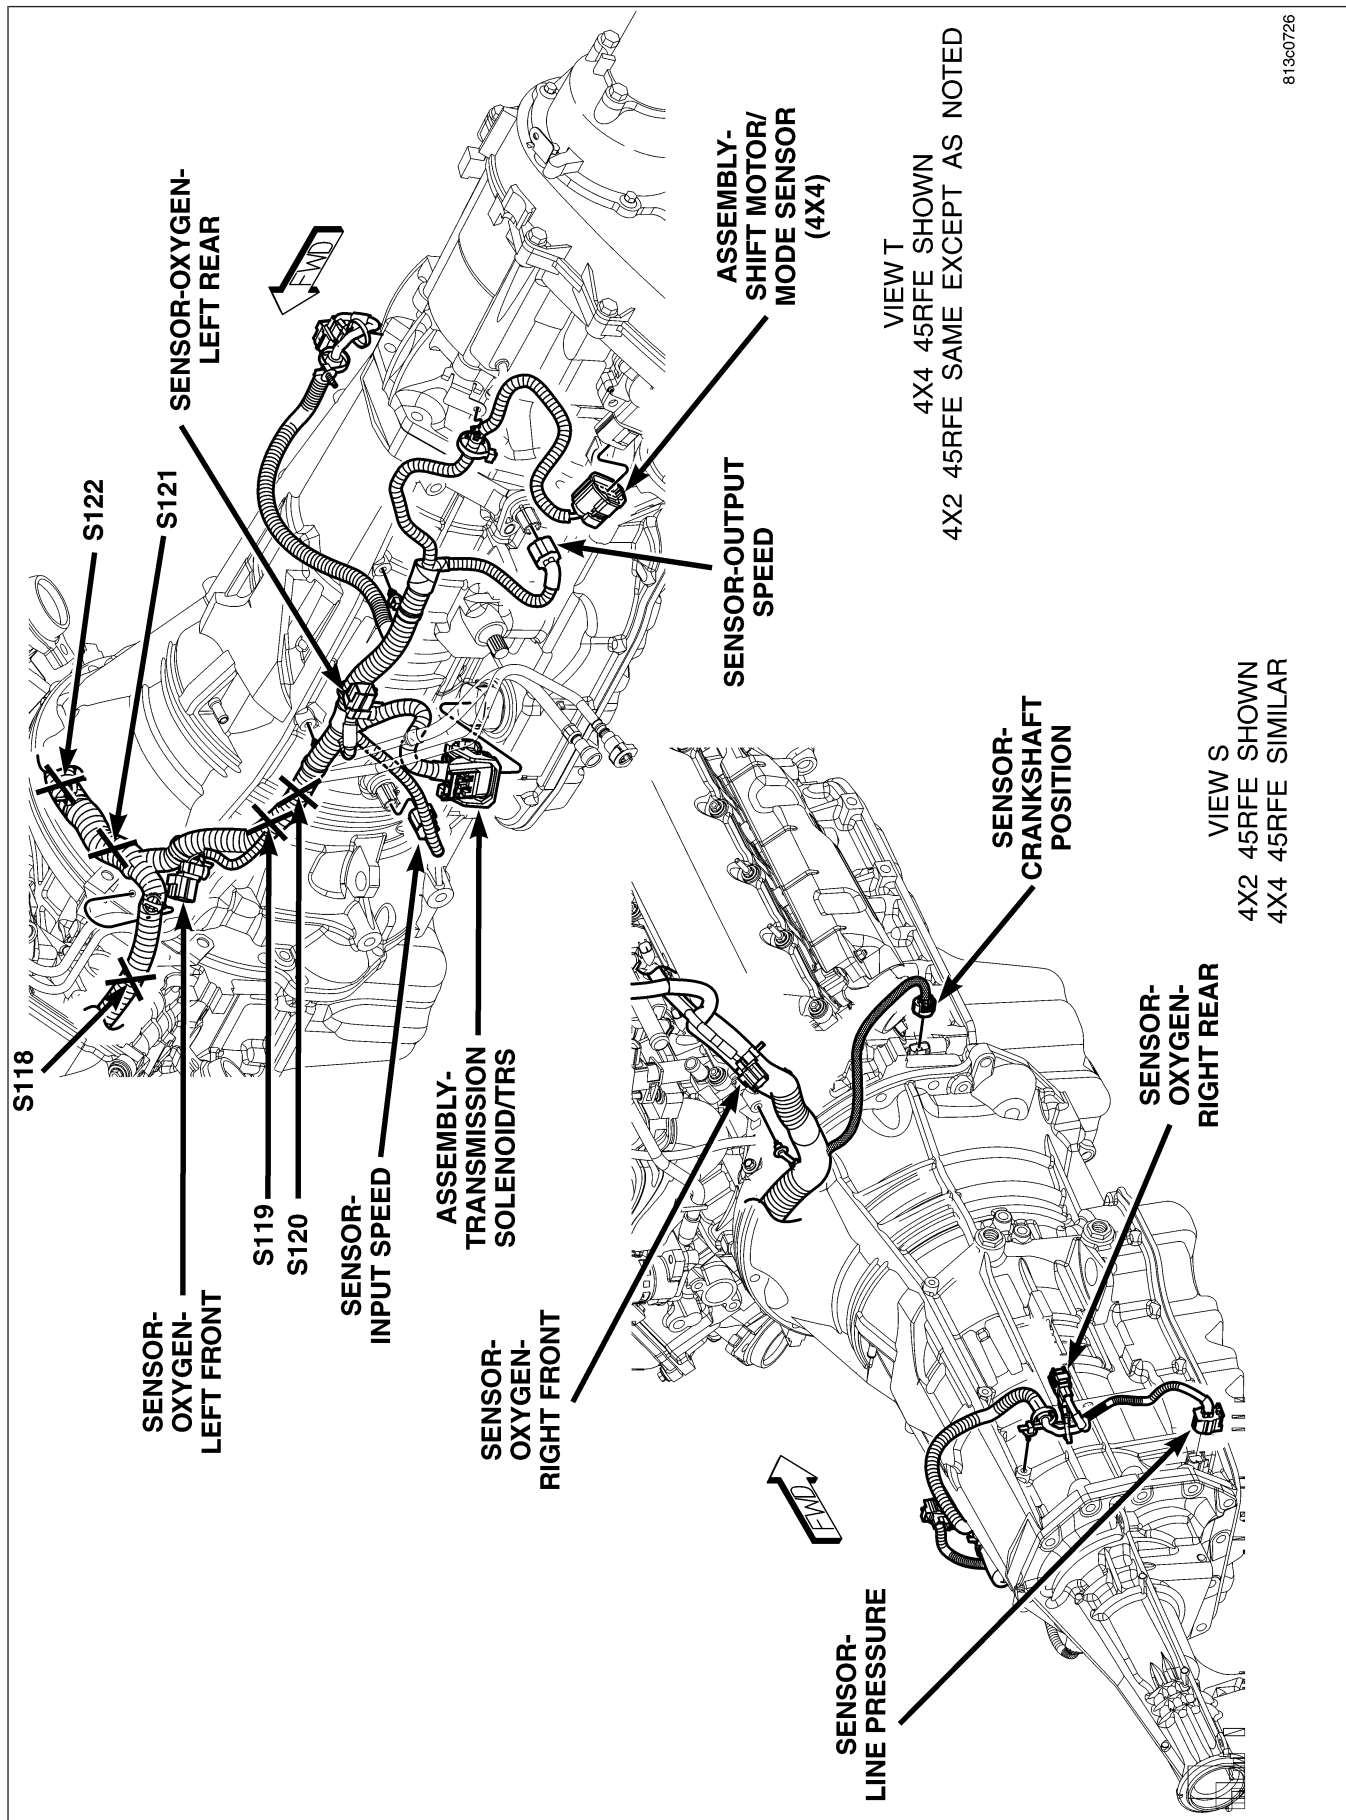 S118
S122
S121
SENSOR-OXYGEN-
LEFT REAR
FWD
SENSOR-
OXYGEN-
LEFT FRONT
S119
S120
SENSOR-
INPUT SPEED
ASSEMBLY-
TRANSMISSION
SOLENOID/TRS
SENSOR-OUTPUT
SPEED
ASSEMBLY-
SHIFT MOTOR/
MODE SENSOR
(4X4)
VIEW T
4X4 45RFE SHOWN
4X2 45RFE SAME EXCEPT AS NOTED
SENSOR-
OXYGEN-
RIGHT FRONT
FWD
SENSOR-
LINE PRESSURE
SENSOR-
CRANKSHAFT
POSITION
SENSOR-
OXYGEN-
RIGHT REAR
VIEW S
4X2 45RFE SHOWN
4X4 45RFE SIMILAR
813c0726